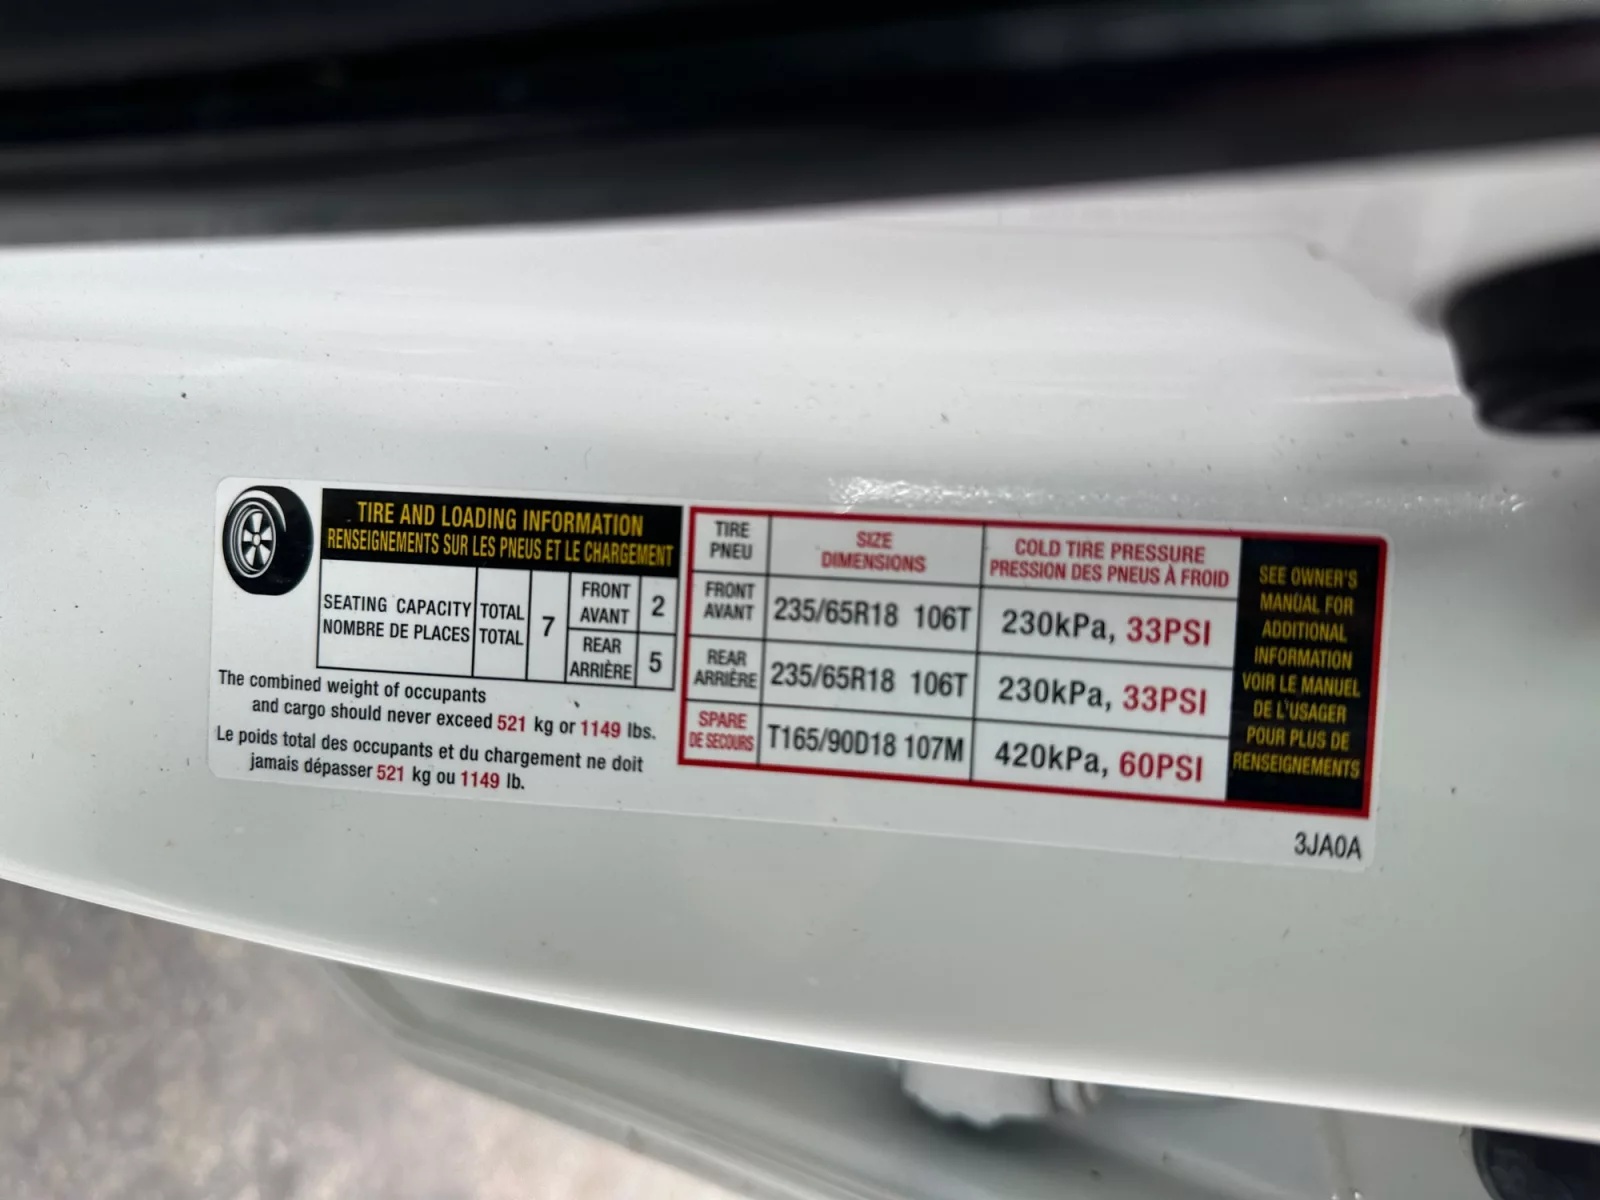 TIRE AND LOADING INFORMATION
RENSEIGNEMENTS SUR LES PNEUS ET LE CHARGEMENT
SEATING CAPACITY
NOMBRE DE PLACES
TOTAL
TOTAL
7
FRONT
AVANT
2
REAR
ARRIÈRE
5
The combined weight of occupants
and cargo should never exceed 521 kg or 1149 lbs.
Le poids total des occupants et du chargement ne doit
jamais dépasser 521 kg ou 1149 lb.
TIRE
PNEU
SIZE
DIMENSIONS
COLD TIRE PRESSURE
PRESSION DES PNEUS À FROID
FRONT
AVANT
235/65R18 106T
230kPa, 33PSI
REAR
ARRIÈRE
235/65R18 106T
230kPa, 33PSI
SPARE
DE SECOURS
T165/90D18 107M
420kPa, 60PSI
SEE OWNER'S
MANUAL FOR
ADDITIONAL
INFORMATION
VOIR LE MANUEL
DE L'USAGER
POUR PLUS DE
RENSEIGNEMENTS
3JA0A